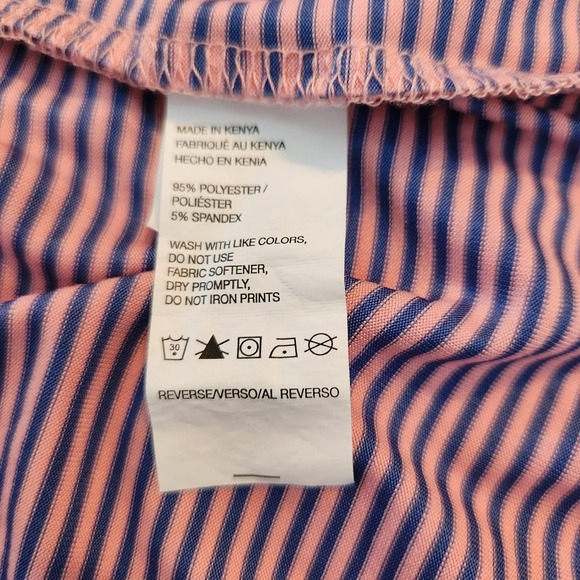 MADE IN KENYA
FABRIQUÉ AU KENYA
HECHO EN KENIA
95% POLYESTER /
POLIÉSTER
5% SPANDEX
WASH WITH LIKE COLORS,
DO NOT USE
FABRIC SOFTENER,
DRY PROMPTLY,
DO NOT IRON PRINTS
30
REVERSE/VERSO/AL REVERSO